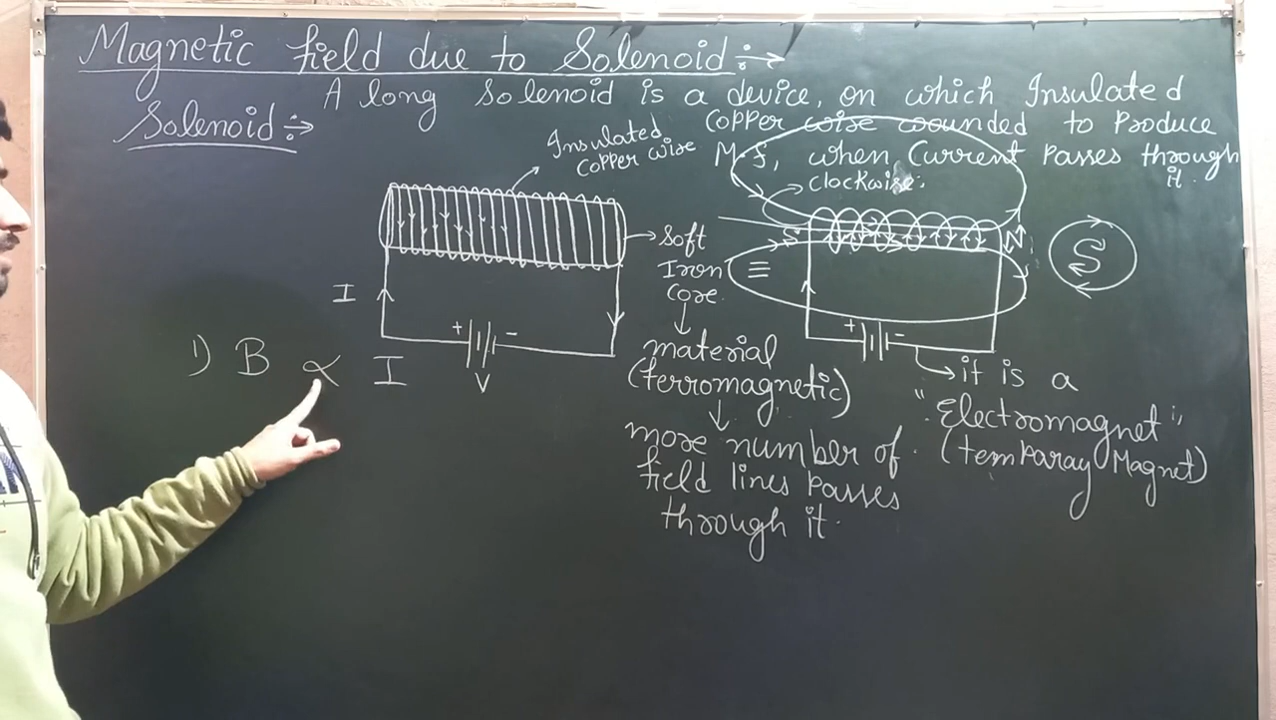 Magnetic field due to Solenoid:→
Solenoid:→ A long Solenoid is a device, on which Insulated
Copper wire wounded to Produce
M.f, when Current Passes through
it.
Insulated
Copper wire
clockwise:
Soft
Iron
Core.
material
(ferromagnetic)
more number of
field lines Passes
through it.
I
+ -
V
1) B ∝ I
S N
≡
+ -
S
it is a
"Electromagnet"
(temparay Magnet)